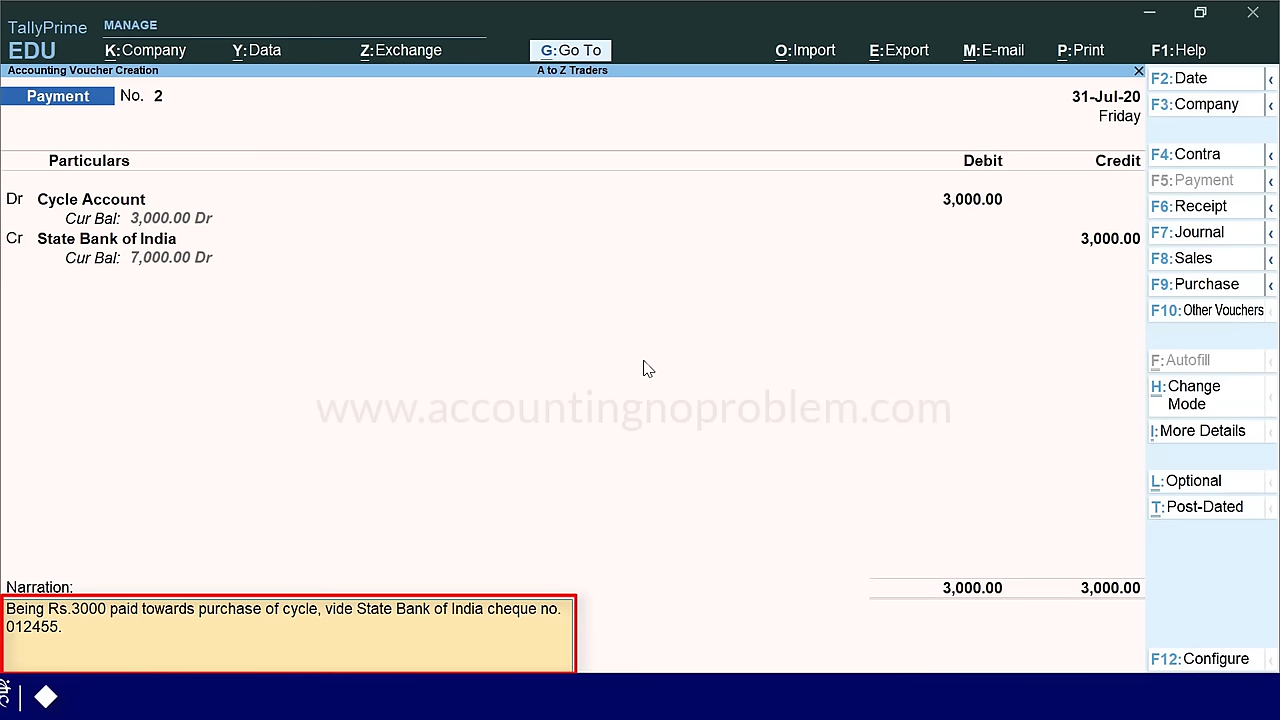 TallyPrime
EDU
MANAGE
K:Company Y:Data Z:Exchange G:Go To O:Import E:Export M:E-mail P:Print F1:Help
Accounting Voucher Creation A to Z Traders
Payment No. 2 31-Jul-20
Friday
Particulars Debit Credit
Dr Cycle Account 3,000.00
Cur Bal: 3,000.00 Dr
Cr State Bank of India 3,000.00
Cur Bal: 7,000.00 Dr
www.accountingnoproblem.com
Narration: 3,000.00 3,000.00
Being Rs.3000 paid towards purchase of cycle, vide State Bank of India cheque no.
012455.
F2:Date
F3:Company
F4:Contra
F5:Payment
F6:Receipt
F7:Journal
F8:Sales
F9:Purchase
F10:Other Vouchers
F:Autofill
H:Change
Mode
I:More Details
L:Optional
T:Post-Dated
F12:Configure